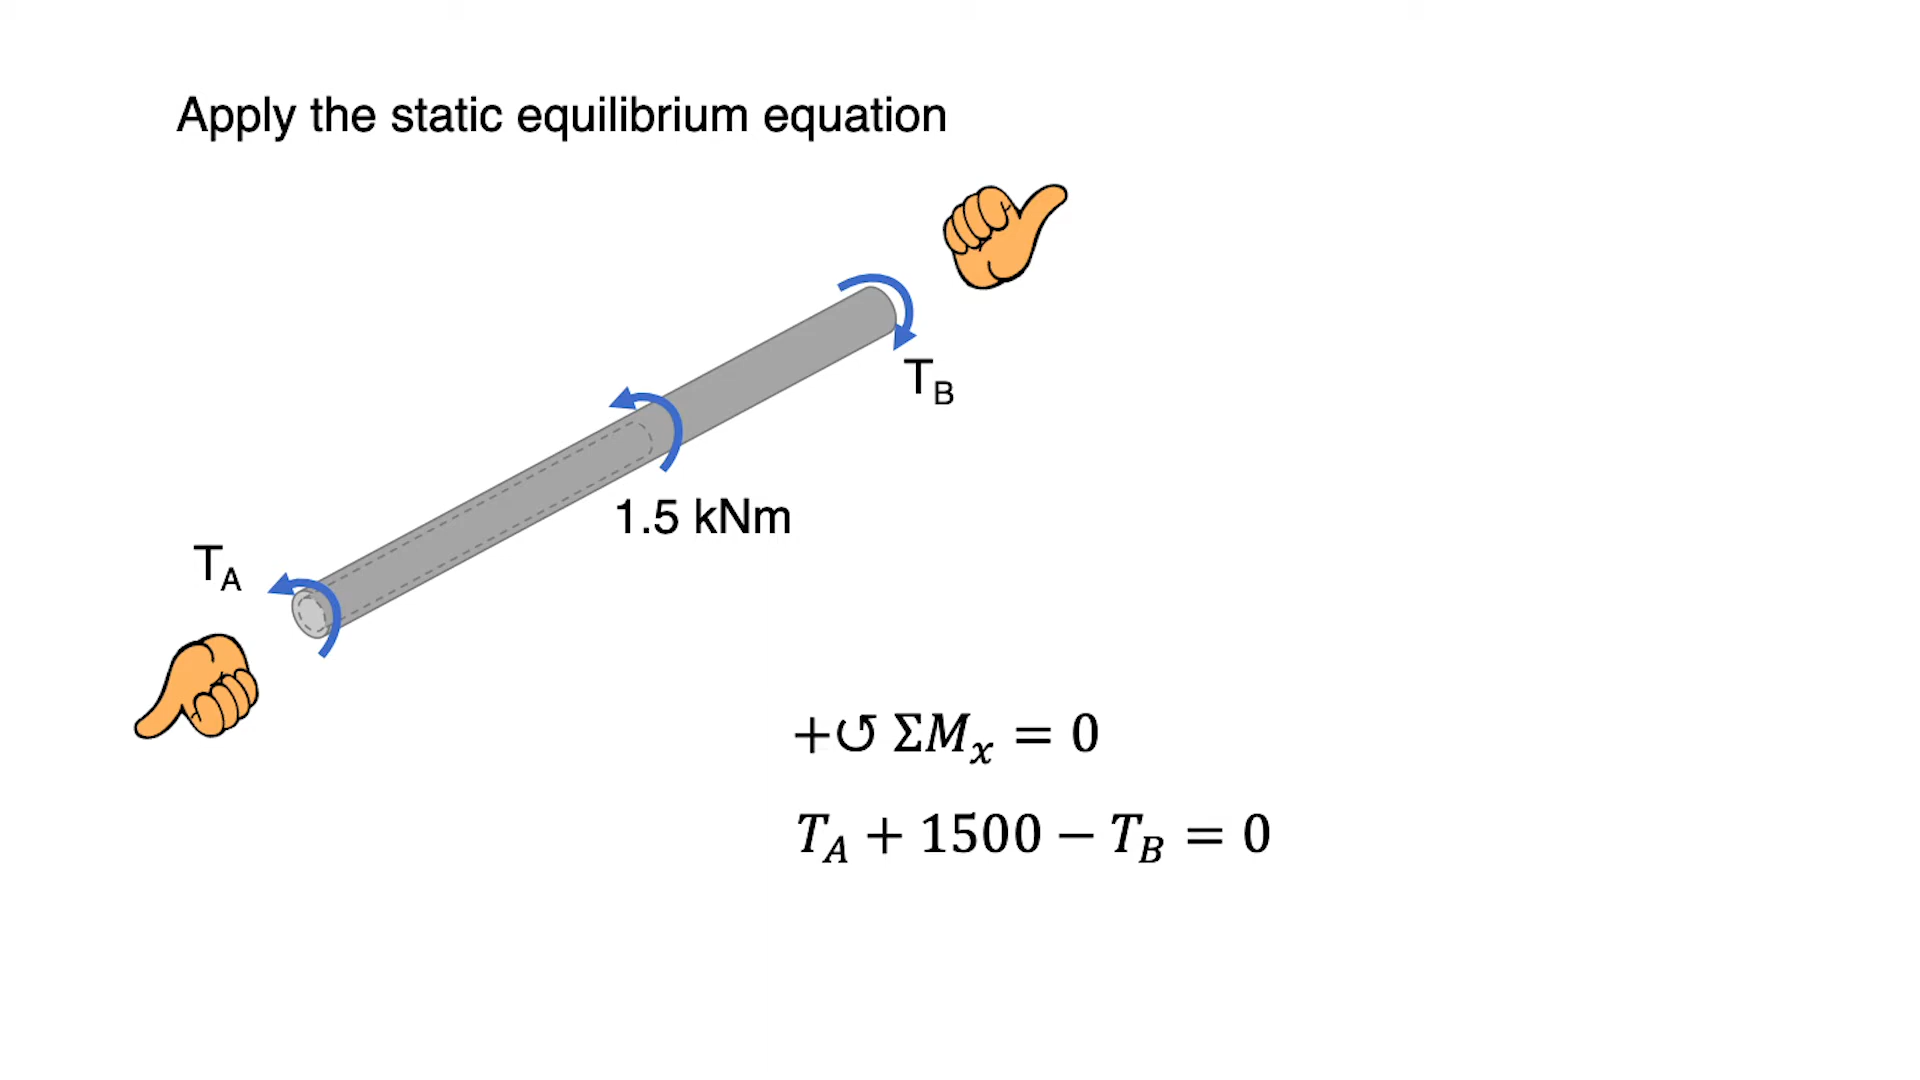 Apply the static equilibrium equation
T_B
1.5 kNm
T_A
+↺ ΣM_x = 0
T_A + 1500 − T_B = 0